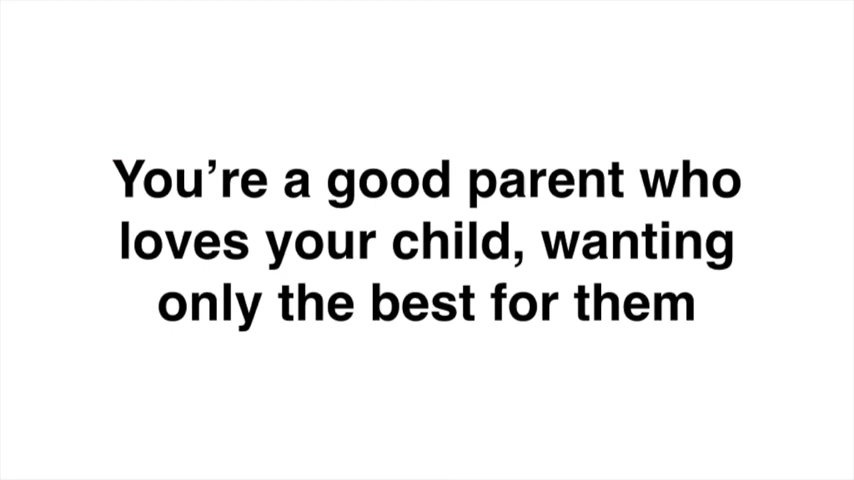 You’re a good parent who
loves your child, wanting
only the best for them